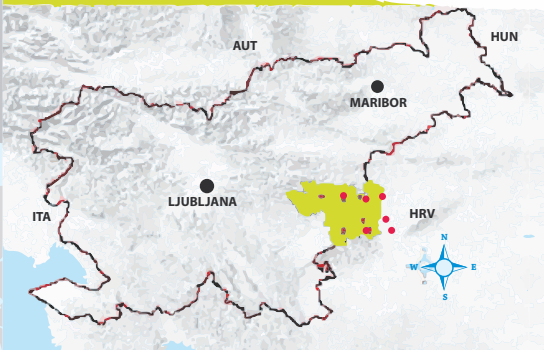 AUT
HUN
MARIBOR
LJUBLJANA
ITA
HRV
N
W E
S